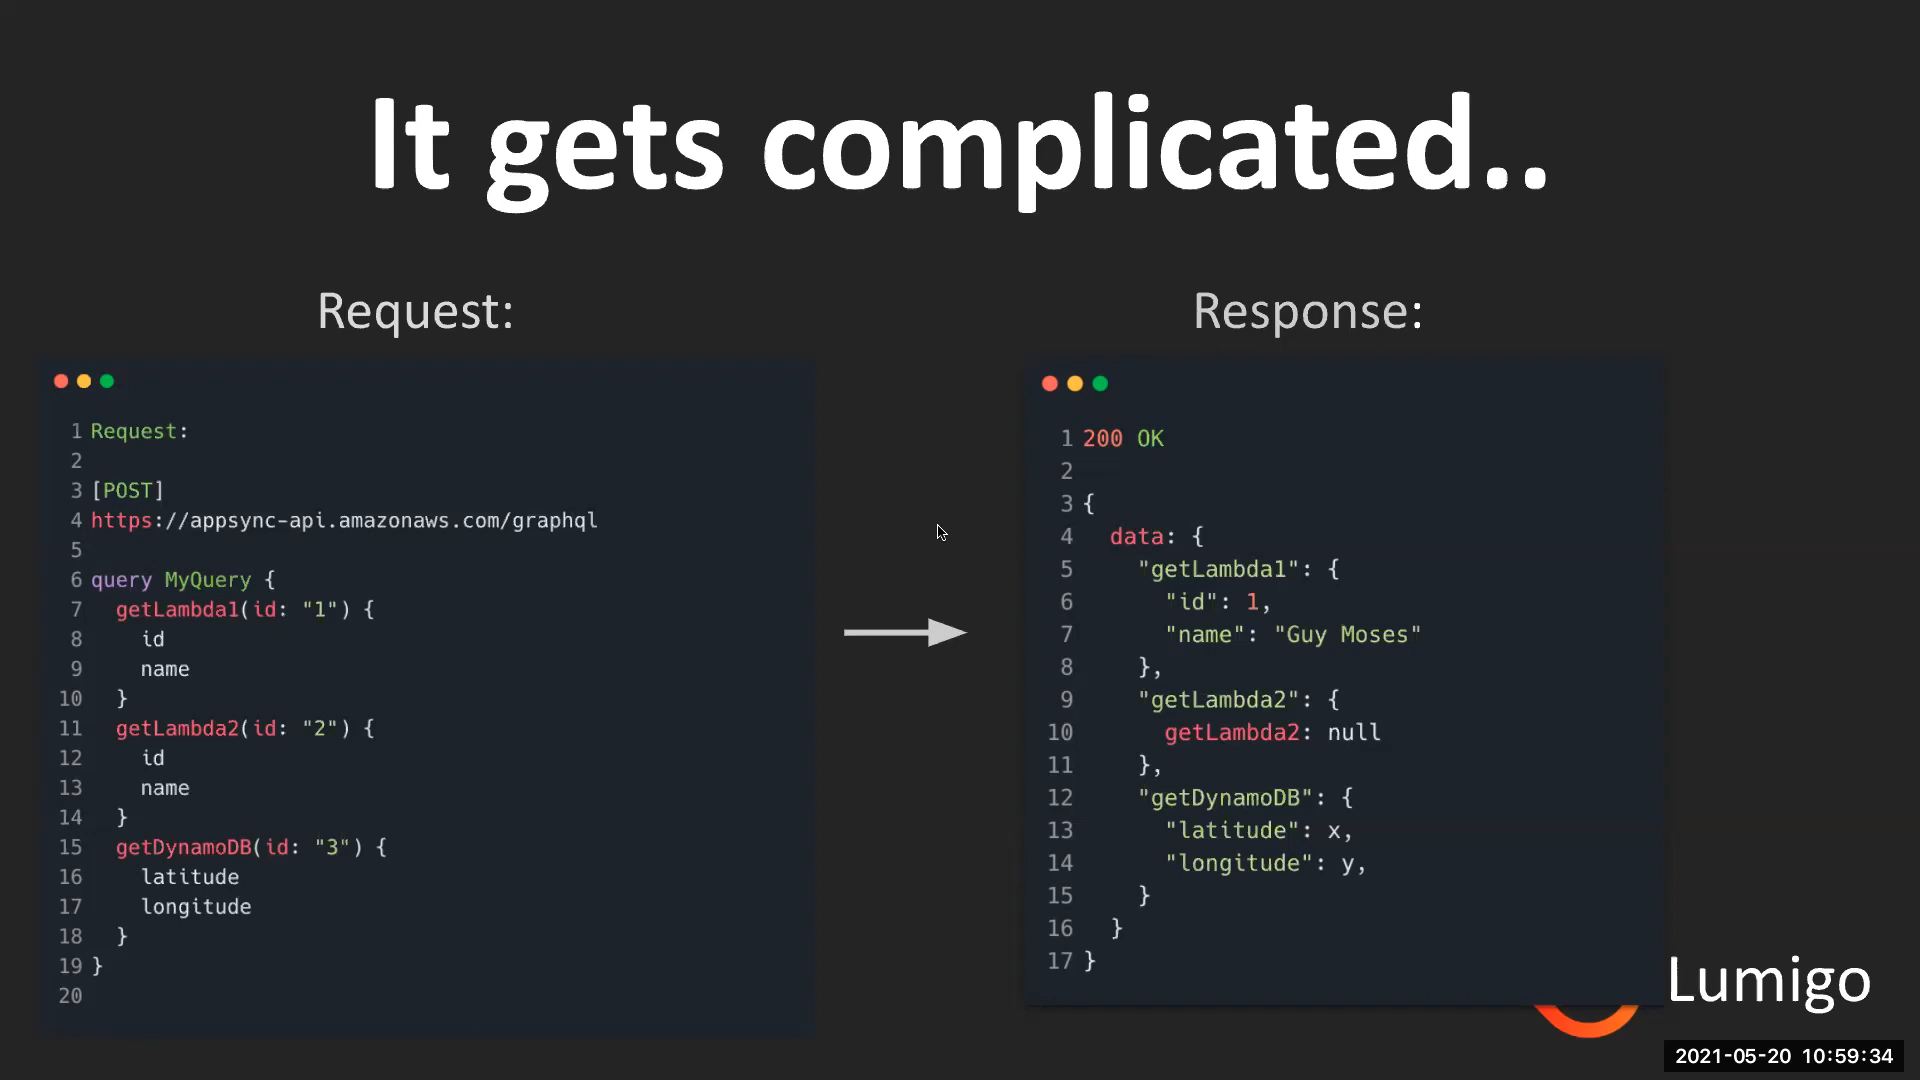 It gets complicated..
Request:
1 Request:
2
3 [POST]
4 https://appsync-api.amazonaws.com/graphql
5
6 query MyQuery {
7   getLambda1(id: "1") {
8     id
9     name
10   }
11   getLambda2(id: "2") {
12     id
13     name
14   }
15   getDynamoDB(id: "3") {
16     latitude
17     longitude
18   }
19 }
20
Response:
1 200 OK
2
3 {
4   data: {
5     "getLambda1": {
6       "id": 1,
7       "name": "Guy Moses"
8     },
9     "getLambda2": {
10       getLambda2: null
11     },
12     "getDynamoDB": {
13       "latitude": x,
14       "longitude": y,
15     }
16   }
17 }
Lumigo
2021-05-20 10:59:34